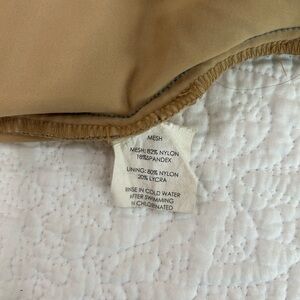 MESH
MESH: 82% NYLON
18%SPANDEX
LINING: 80% NYLON
20% LYCRA
RINSE IN COLD WATER
AFTER SWIMMING
IN CHLORINATED